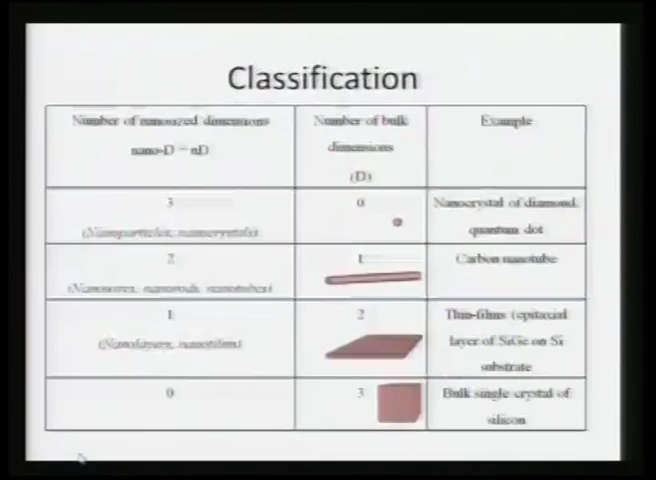 Classification
Number of nanosized dimensions
nano-D = nD
Number of bulk
dimensions
(D)
Example
3
(Nanoparticles, nanocrystals)
0
Nanocrystal of diamond,
quantum dot
2
(Nanowires, nanorods, nanotubes)
1
Carbon nanotube
1
(Nanolayers, nanofilms)
2
Thin-films (epitaxial
layer of SiGe on Si
substrate
0
3
Bulk single crystal of
silicon